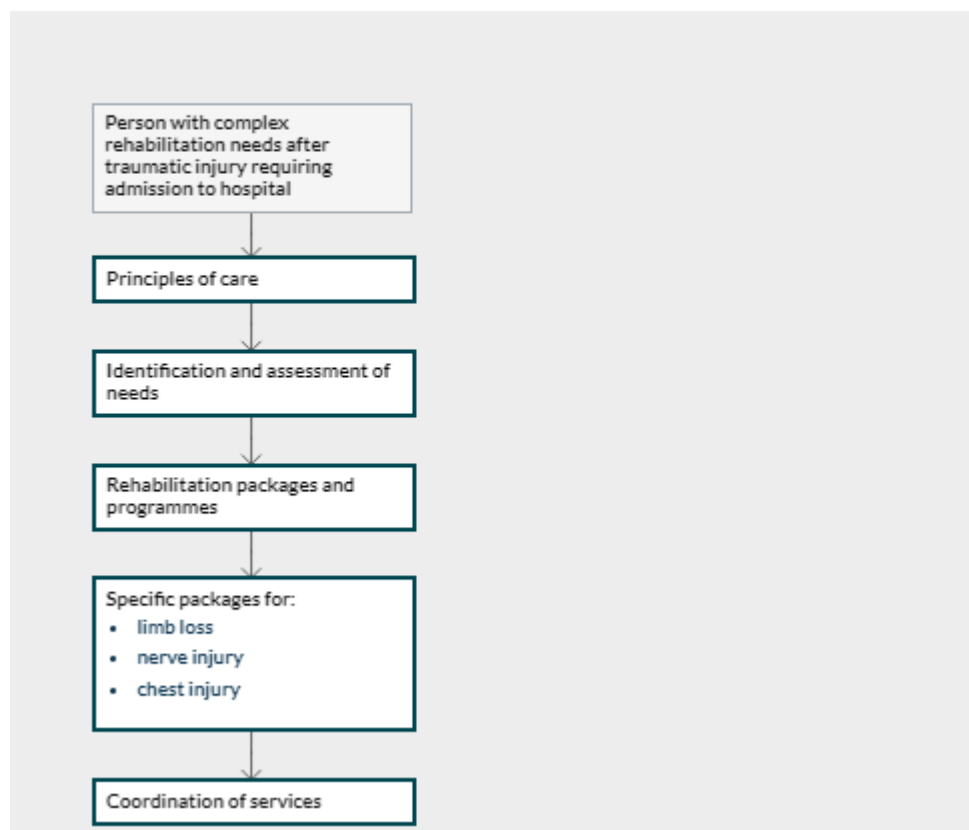 Person with complex
rehabilitation needs after
traumatic injury requiring
admission to hospital
Principles of care
Identification and assessment of
needs
Rehabilitation packages and
programmes
Specific packages for:
• limb loss
• nerve injury
• chest injury
Coordination of services